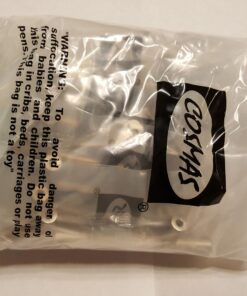 "WARNING: To avoid danger of
suffocation, keep this plastic bag away
from babies and children. Do not use
this bag in cribs, beds, carriages or play
pens. This bag is not a toy"
COSMAS
®